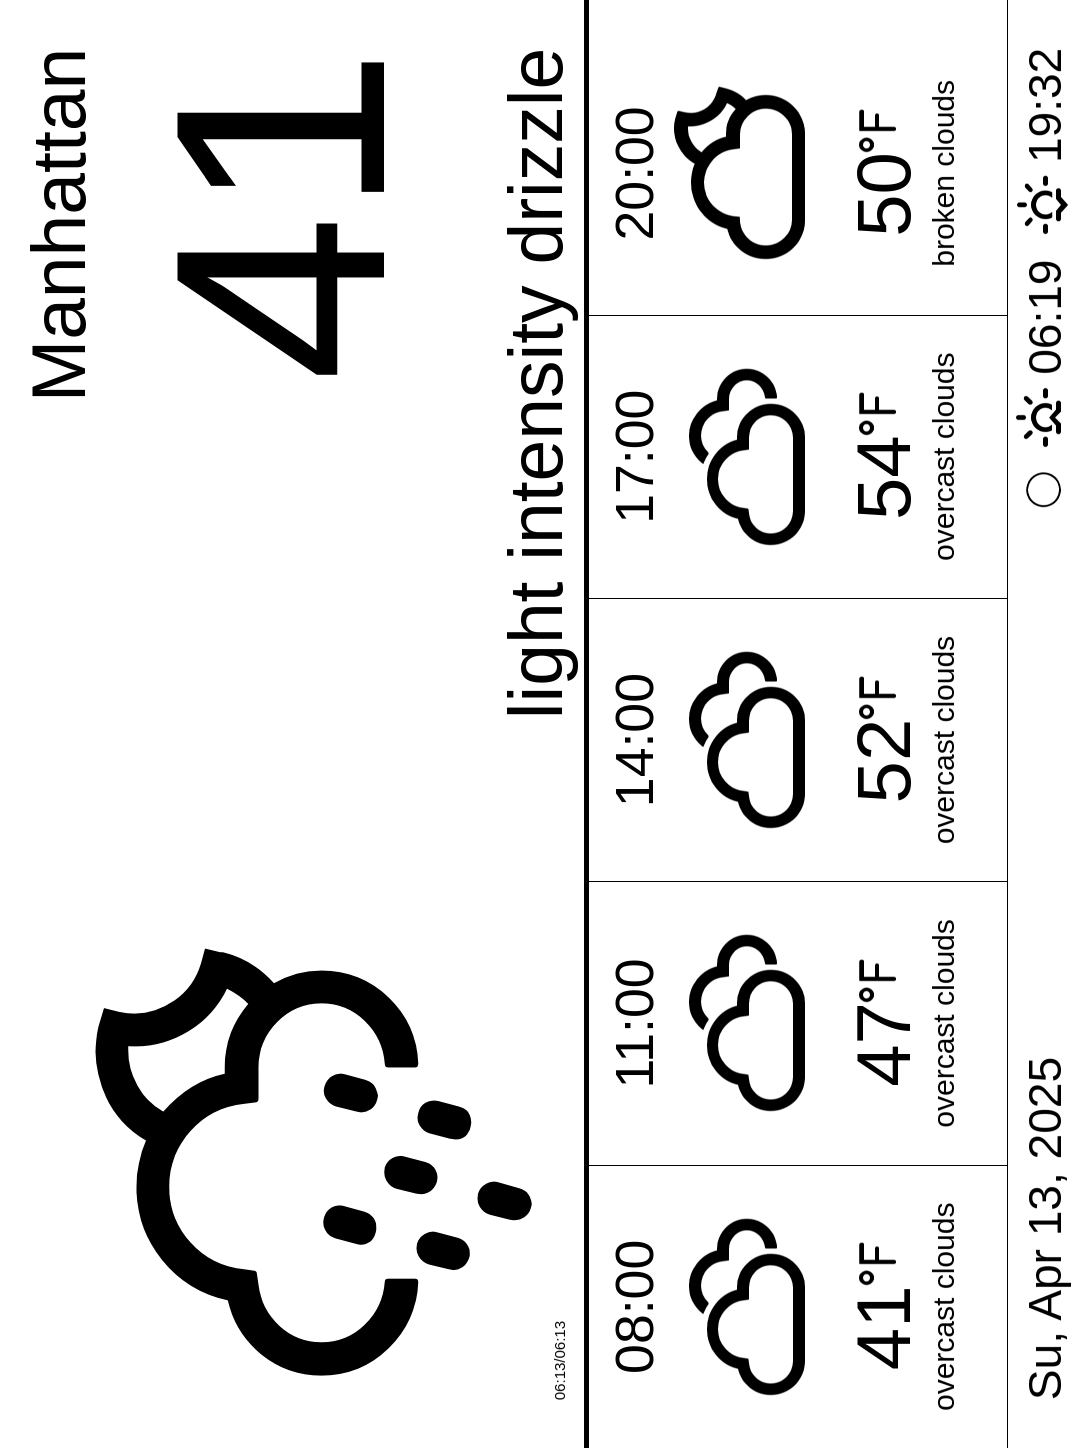 Manhattan
41
light intensity drizzle
06:13/06:13
08:00
41°F
overcast clouds
11:00
47°F
overcast clouds
14:00
52°F
overcast clouds
17:00
54°F
overcast clouds
20:00
50°F
broken clouds
Su, Apr 13, 2025
06:19 19:32